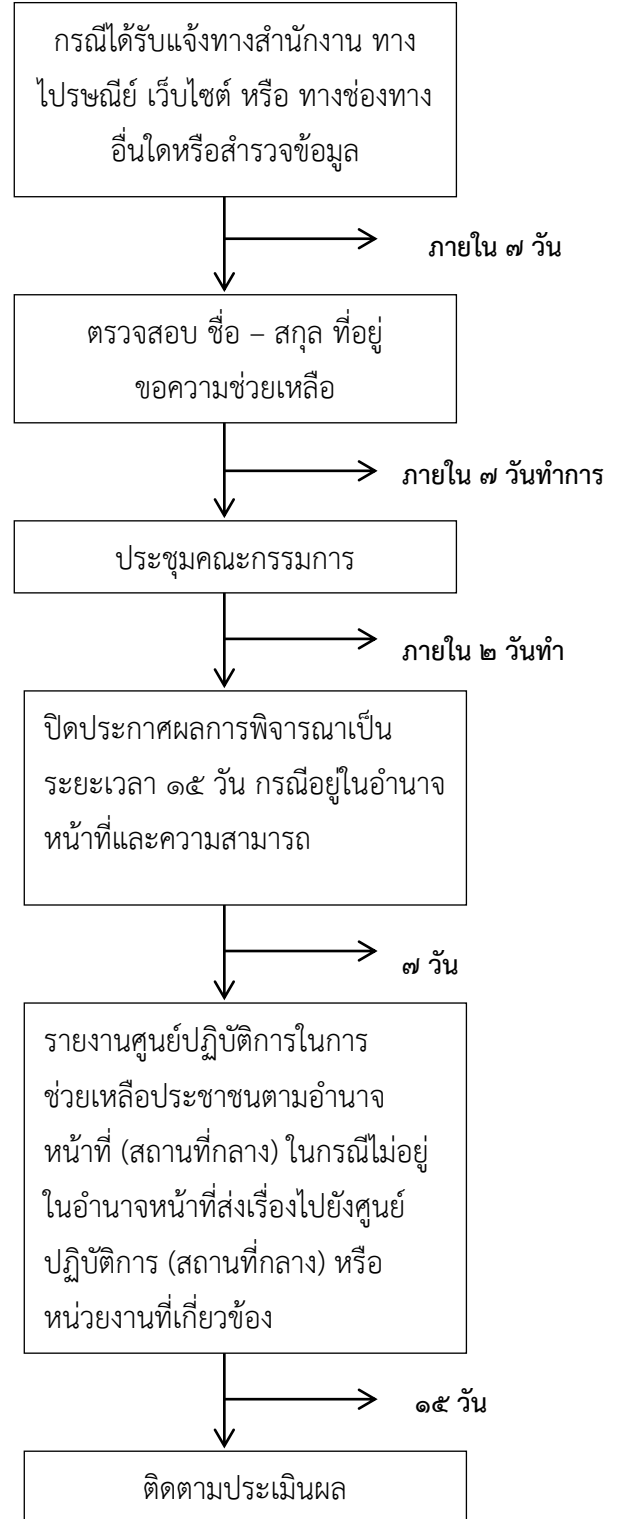 กรณีได้รับแจ้งทางสำนักงาน ทาง
ไปรษณีย์ เว็บไซต์ หรือ ทางช่องทาง
อื่นใดหรือสำรวจข้อมูล
ภายใน ๗ วัน
ตรวจสอบ ชื่อ – สกุล ที่อยู่
ขอความช่วยเหลือ
ภายใน ๗ วันทำการ
ประชุมคณะกรรมการ
ภายใน ๒ วันทำ
ปิดประกาศผลการพิจารณาเป็น
ระยะเวลา ๑๕ วัน กรณีอยู่ในอำนาจ
หน้าที่และความสามารถ
๗ วัน
รายงานศูนย์ปฏิบัติการในการ
ช่วยเหลือประชาชนตามอำนาจ
หน้าที่ (สถานที่กลาง) ในกรณีไม่อยู่
ในอำนาจหน้าที่ส่งเรื่องไปยังศูนย์
ปฏิบัติการ (สถานที่กลาง) หรือ
หน่วยงานที่เกี่ยวข้อง
๑๕ วัน
ติดตามประเมินผล